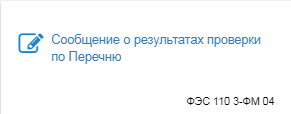 Сообщение о результатах проверки
по Перечню
ФЭС 110 3-ФМ 04